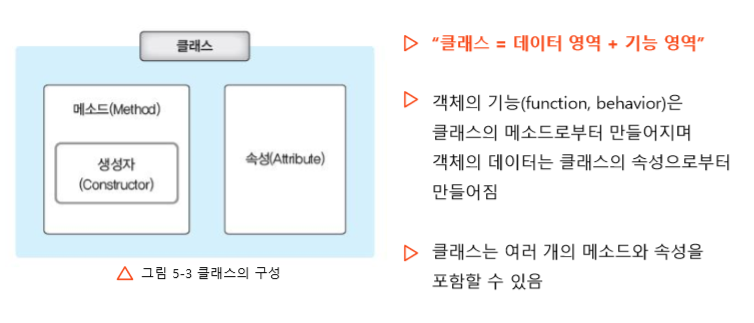 클래스
메소드(Method)
생성자
(Constructor)
속성(Attribute)
그림 5-3 클래스의 구성
“클래스 = 데이터 영역 + 기능 영역”
객체의 기능(function, behavior)은
클래스의 메소드로부터 만들어지며
객체의 데이터는 클래스의 속성으로부터
만들어짐
클래스는 여러 개의 메소드와 속성을
포함할 수 있음